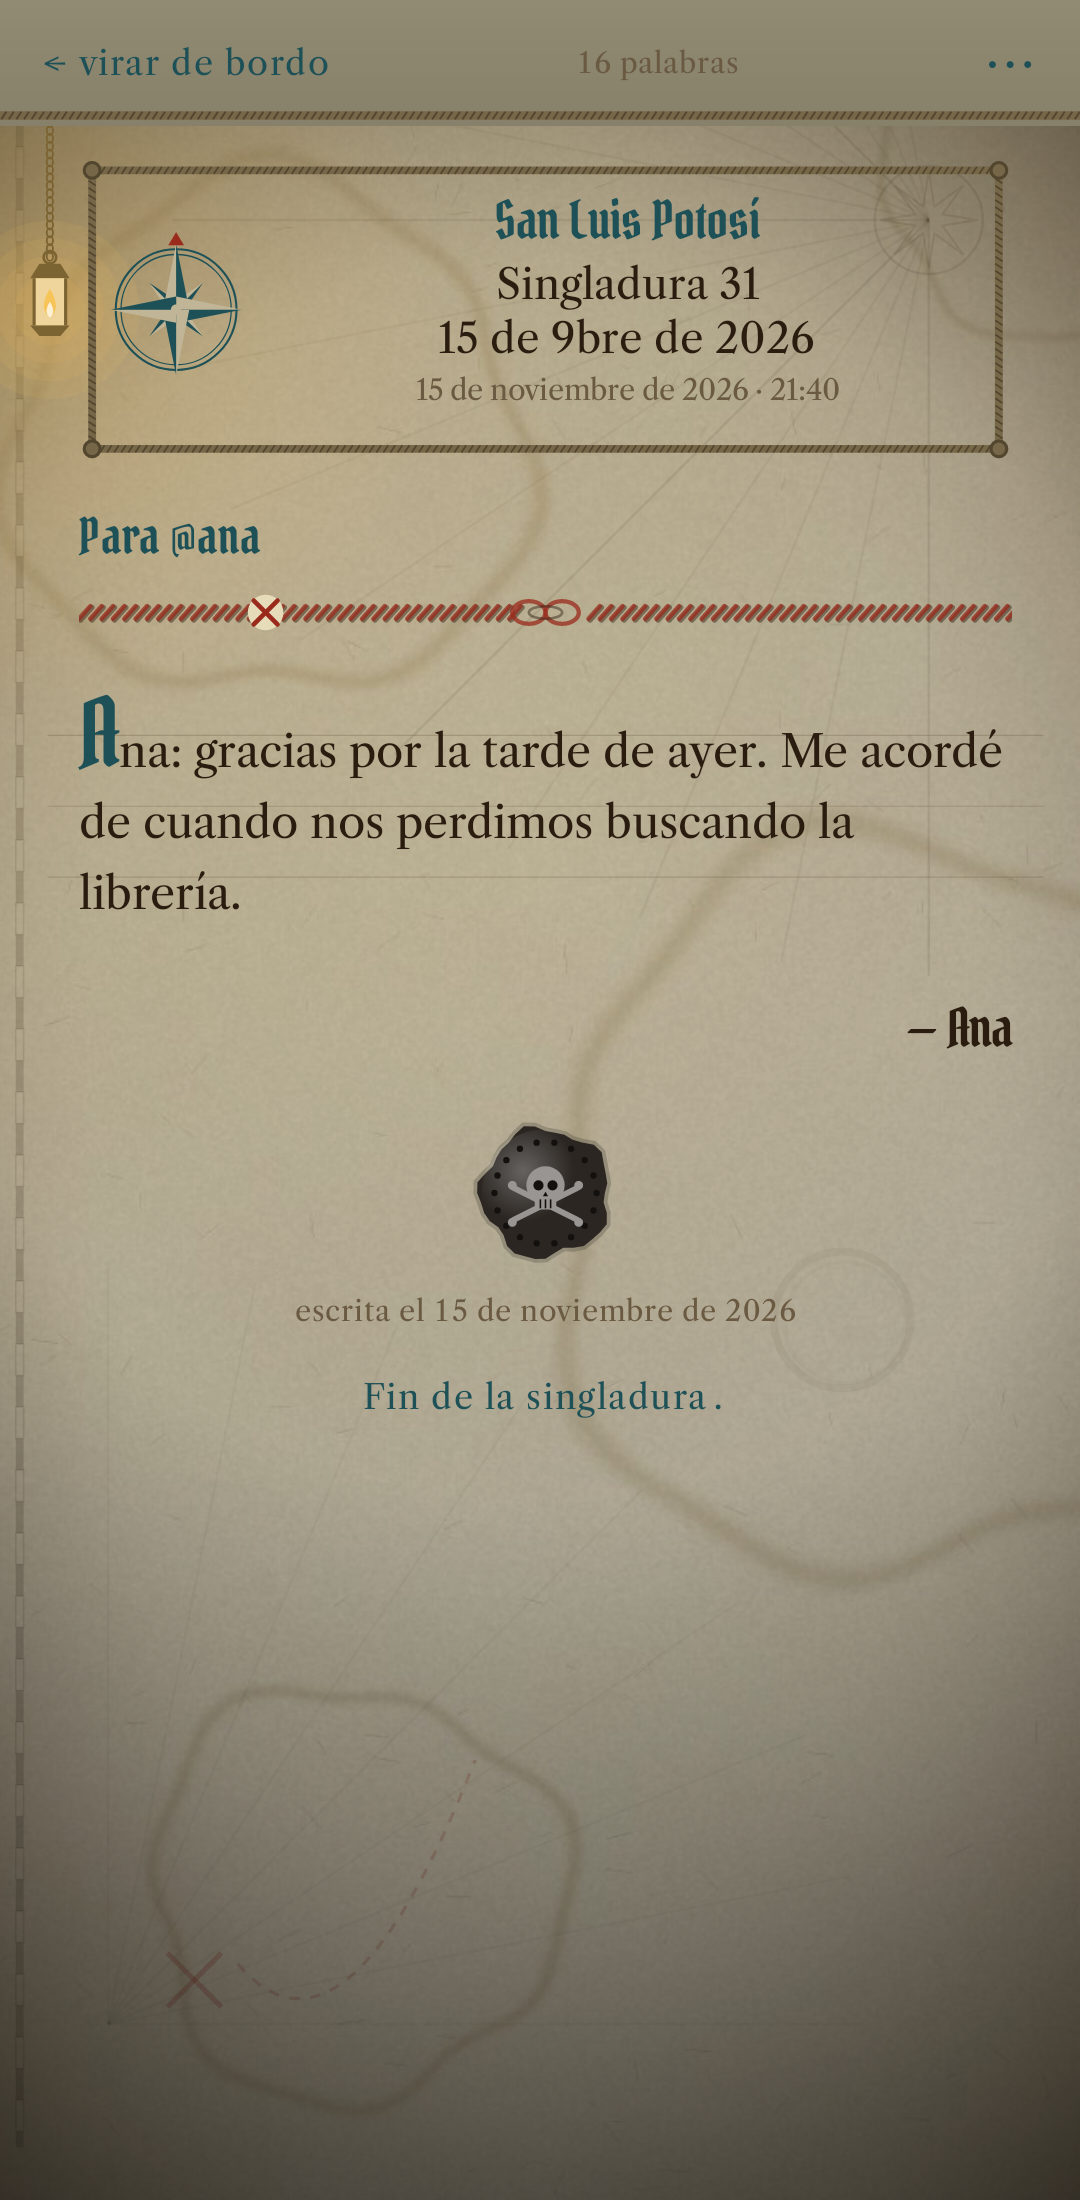 ← virar de bordo
16 palabras
...
San Luis Potosí
Singladura 31
15 de 9bre de 2026
15 de noviembre de 2026 · 21:40
Para @ana
Ana: gracias por la tarde de ayer. Me acordé
de cuando nos perdimos buscando la
librería.
— Ana
escrita el 15 de noviembre de 2026
Fin de la singladura.